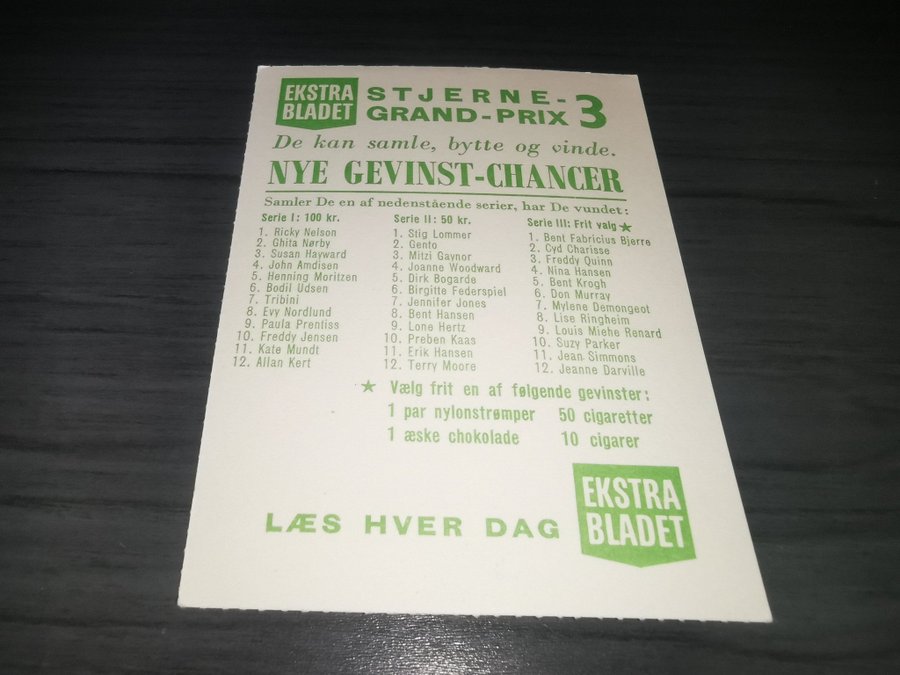 EKSTRA
BLADET
STJERNE-
GRAND-PRIX 3
De kan samle, bytte og vinde.
NYE GEVINST-CHANCER
Samler De en af nedenstående serier, har De vundet:
Serie I: 100 kr.
1. Ricky Nelson
2. Ghita Nørby
3. Susan Hayward
4. John Amdisen
5. Henning Moritzen
6. Bodil Udsen
7. Tribini
8. Evy Nordlund
9. Paula Prentiss
10. Freddy Jensen
11. Kate Mundt
12. Allan Kert
Serie II: 50 kr.
1. Stig Lommer
2. Gento
3. Mitzi Gaynor
4. Joanne Woodward
5. Dirk Bogarde
6. Birgitte Federspiel
7. Jennifer Jones
8. Bent Hansen
9. Lone Hertz
10. Preben Kaas
11. Erik Hansen
12. Terry Moore
Serie III: Frit valg ★
1. Bent Fabricius Bjerre
2. Cyd Charisse
3. Freddy Quinn
4. Nina Hansen
5. Bent Krogh
6. Don Murray
7. Mylene Demongeot
8. Lise Ringheim
9. Louis Miehe Renard
10. Suzy Parker
11. Jean Simmons
12. Jeanne Darville
★ Vælg frit en af følgende gevinster:
1 par nylonstrømper 50 cigaretter
1 æske chokolade 10 cigarer
LÆS HVER DAG
EKSTRA
BLADET